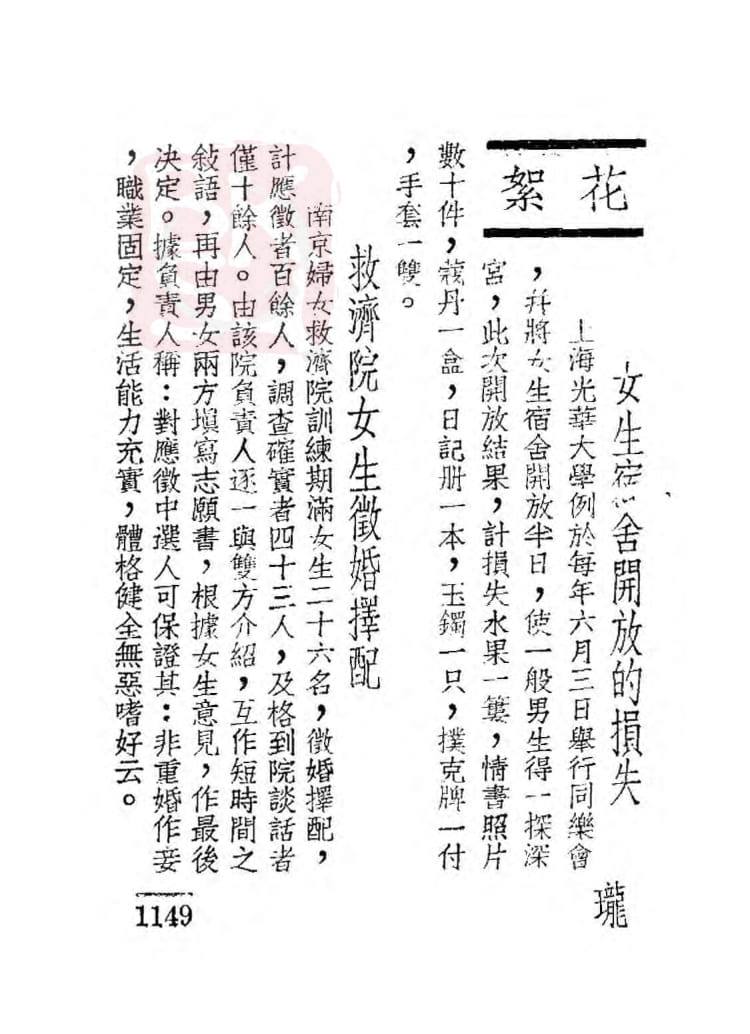 花絮
女生宿舍開放的損失
瓏
上海光華大學例於每年六月三日舉行同樂會
，幷將女生宿舍開放半日，使一般男生得一探深
宮，此次開放結果，計損失水果一簍，情書照片
數十件，蔻丹一盒，日記册一本，玉鐲一只，撲克牌一付
，手套一雙。
救濟院女生徵婚擇配
南京婦女救濟院訓練期滿女生二十六名，徵婚擇配，
計應徵者百餘人，調查確實者四十三人，及格到院談話者
僅十餘人。由該院負責人逐一與雙方介紹，互作短時間之
敍語，再由男女兩方填寫志願書，根據女生意見，作最後
决定。據負責人稱：對應徵中選人可保證其：非重婚作妾
，職業固定，生活能力充實，體格健全無惡嗜好云。
1149